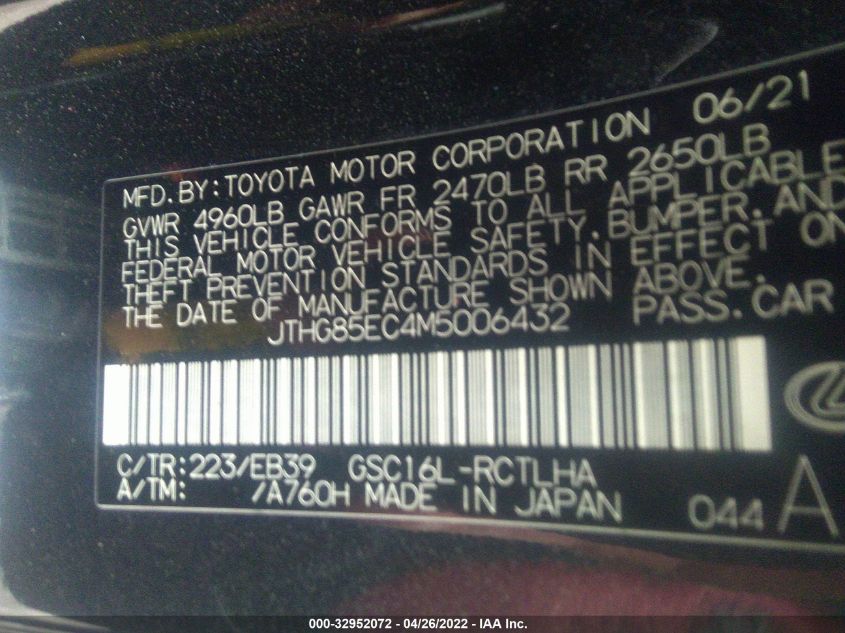 MFD.BY:TOYOTA MOTOR CORPORATION 06/21
GVWR 4960LB GAWR FR 2470LB RR 2650LB
THIS VEHICLE CONFORMS TO ALL APPLICABLE
FEDERAL MOTOR VEHICLE SAFETY,BUMPER,AND
THEFT PREVENTION STANDARDS IN EFFECT ON
THE DATE OF MANUFACTURE SHOWN ABOVE.
JTHG85EC4M5006432 PASS.CAR
C/TR:223/EB39 GSC16L-RCTLHA
A/TM: /A760H MADE IN JAPAN 044 A
000-32952072 - 04/26/2022 - IAA Inc.